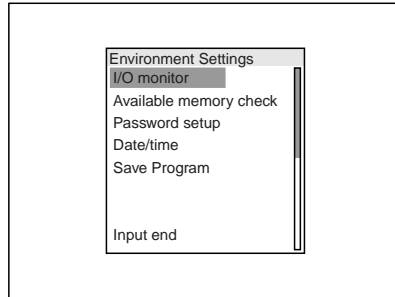 Environment Settings
I/O monitor
Available memory check
Password setup
Date/time
Save Program
Input end